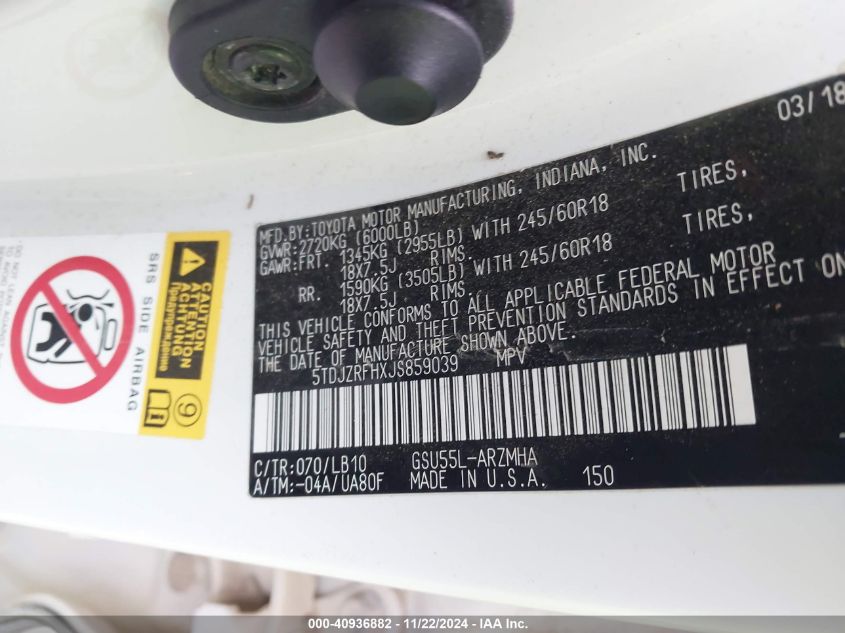 03/18
MFD.BY:TOYOTA MOTOR MANUFACTURING, INDIANA, INC.
GVWR:2720KG (6000LB)
GAWR:FRT 1345KG (2955LB) WITH 245/60R18 TIRES,
18X7.5J RIMS,
RR. 1590KG (3505LB) WITH 245/60R18 TIRES,
18X7.5J RIMS.
THIS VEHICLE CONFORMS TO ALL APPLICABLE FEDERAL MOTOR
VEHICLE SAFETY AND THEFT PREVENTION STANDARDS IN EFFECT ON
THE DATE OF MANUFACTURE SHOWN ABOVE.
5TDJZRFHXJS859039 MPV
C/TR:070/LB10 GSU55L-ARZMHA
A/TM:-04A/UA80F MADE IN U.S.A. 150
CAUTION
ATTENTION
ACHTUNG
SRS SIDE AIRBAG
9
000-40936882 - 11/22/2024 - IAA Inc.